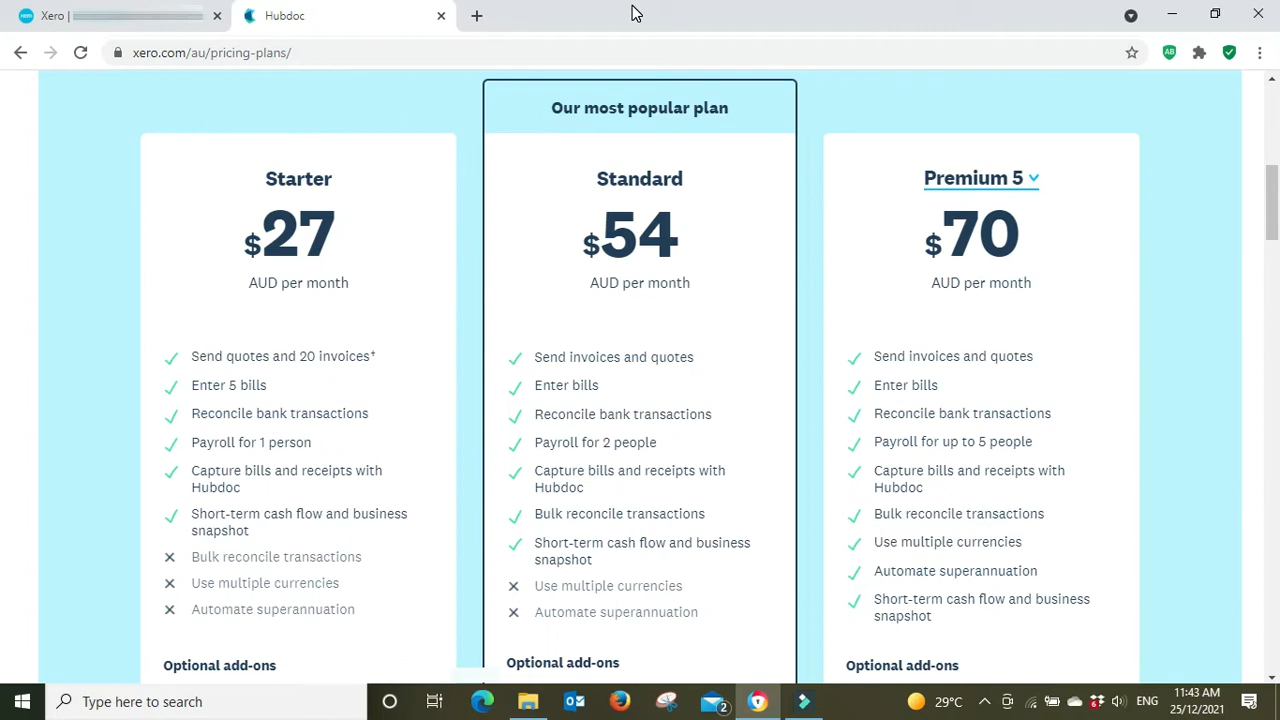 Xero |
Hubdoc
xero.com/au/pricing-plans/
Our most popular plan
Starter
$27
AUD per month
Send quotes and 20 invoices†
Enter 5 bills
Reconcile bank transactions
Payroll for 1 person
Capture bills and receipts with
Hubdoc
Short-term cash flow and business
snapshot
Bulk reconcile transactions
Use multiple currencies
Automate superannuation
Optional add-ons
Standard
$54
AUD per month
Send invoices and quotes
Enter bills
Reconcile bank transactions
Payroll for 2 people
Capture bills and receipts with
Hubdoc
Bulk reconcile transactions
Short-term cash flow and business
snapshot
Use multiple currencies
Automate superannuation
Optional add-ons
Premium 5
$70
AUD per month
Send invoices and quotes
Enter bills
Reconcile bank transactions
Payroll for up to 5 people
Capture bills and receipts with
Hubdoc
Bulk reconcile transactions
Use multiple currencies
Automate superannuation
Short-term cash flow and business
snapshot
Optional add-ons
Type here to search
2
29°C
6
ENG
11:43 AM
25/12/2021